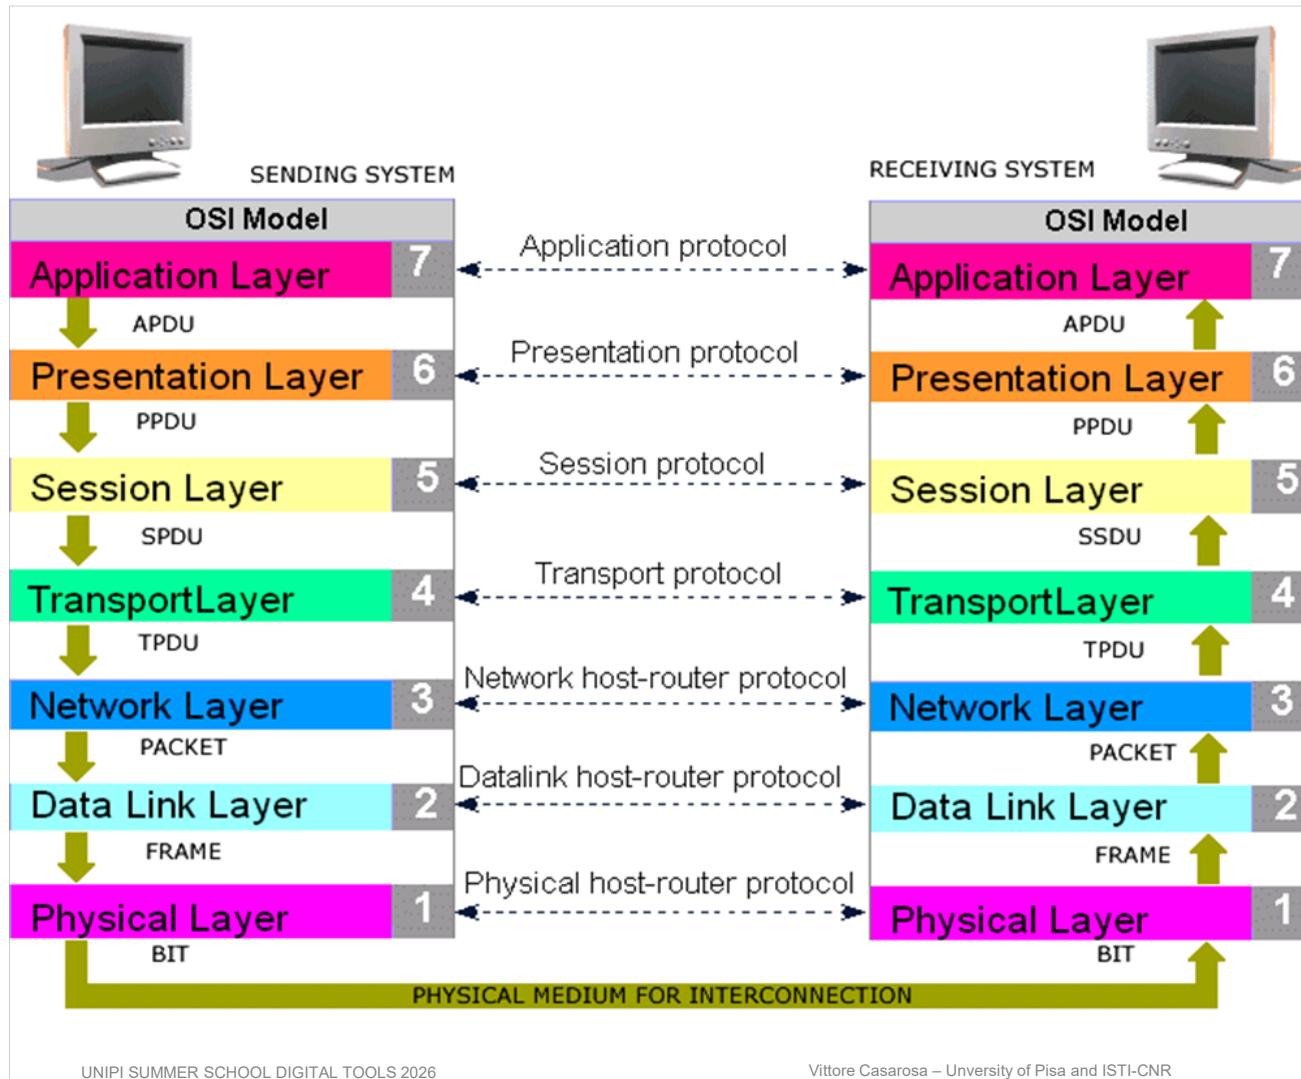 SENDING SYSTEM
RECEIVING SYSTEM
OSI Model
OSI Model
Application Layer 7
Application protocol
Application Layer 7
APDU
APDU
Presentation Layer 6
Presentation protocol
Presentation Layer 6
PPDU
PPDU
Session Layer 5
Session protocol
Session Layer 5
SPDU
SSDU
TransportLayer 4
Transport protocol
TransportLayer 4
TPDU
TPDU
Network Layer 3
Network host-router protocol
Network Layer 3
PACKET
PACKET
Data Link Layer 2
Datalink host-router protocol
Data Link Layer 2
FRAME
FRAME
Physical Layer 1
Physical host-router protocol
Physical Layer 1
BIT
BIT
PHYSICAL MEDIUM FOR INTERCONNECTION
UNIPI SUMMER SCHOOL DIGITAL TOOLS 2026
Vittore Casarosa – Unversity of Pisa and ISTI-CNR